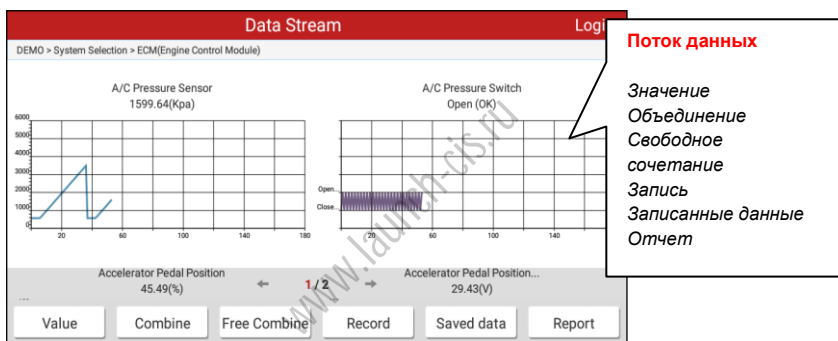 Data Stream
Logi
DEMO > System Selection > ECM(Engine Control Module)
A/C Pressure Sensor
1599.64(Kpa)
6000
5000
4000
3000
2000
1000
0
20
60
100
140
180
A/C Pressure Switch
Open (OK)
Open...
Close...
20
60
100
140
Accelerator Pedal Position
45.49(%)
1/2
Accelerator Pedal Position...
29.43(V)
Value
Combine
Free Combine
Record
Saved data
Report
Поток данных
Значение
Объединение
Свободное
сочетание
Запись
Записанные данные
Отчет
www.launch-cis.ru